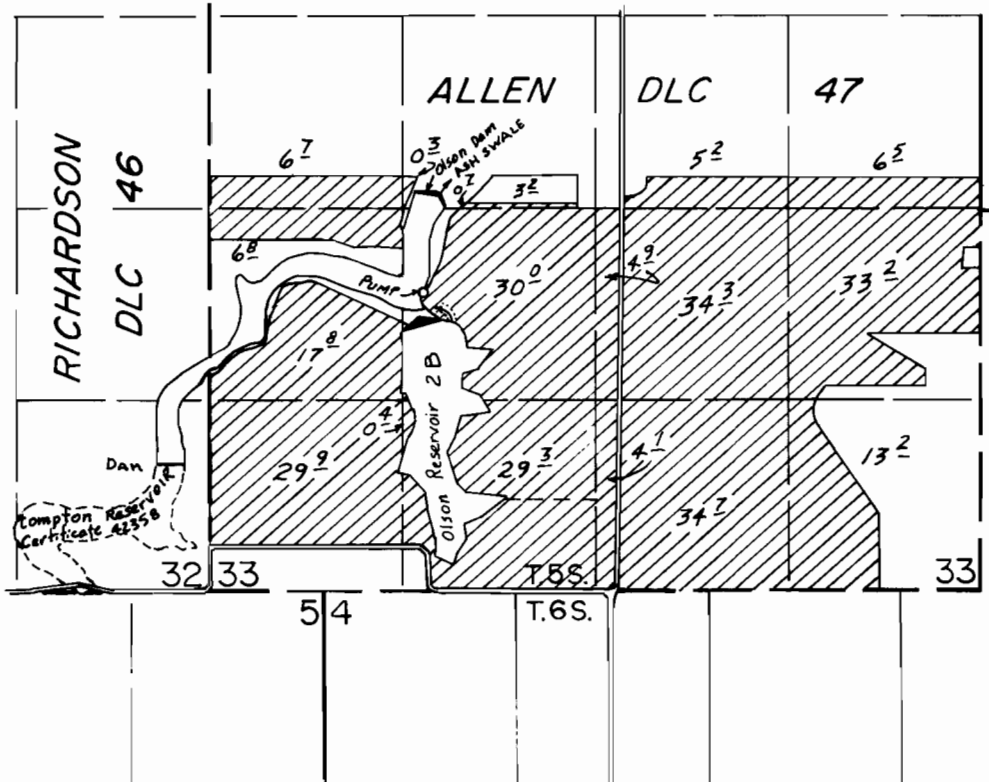 ALLEN DLC 47
RICHARDSON
DLC 46
6 7
0 3
Olson Dam
ASH SWALE
0 2
3 2
5 2
6 5
6 8
PUMP
30 0
4 9
34 3
33 2
17 8
Olson Reservoir 2B
0 4
29 9
29 3
4 1
34 7
13 2
Dam
Compton Reservoir
Certificate 42358
32 33
T.5S.
33
5 4
T.6S.